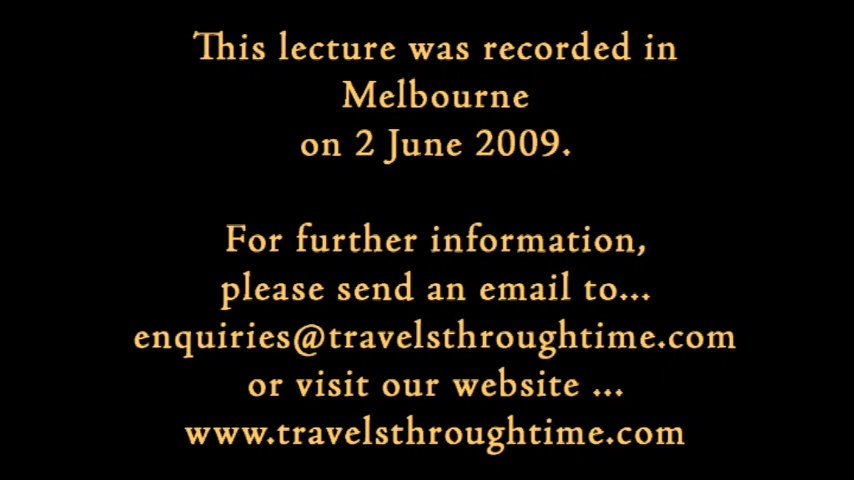 This lecture was recorded in
Melbourne
on 2 June 2009.
For further information,
please send an email to...
enquiries@travelsthroughtime.com
or visit our website ...
www.travelsthroughtime.com